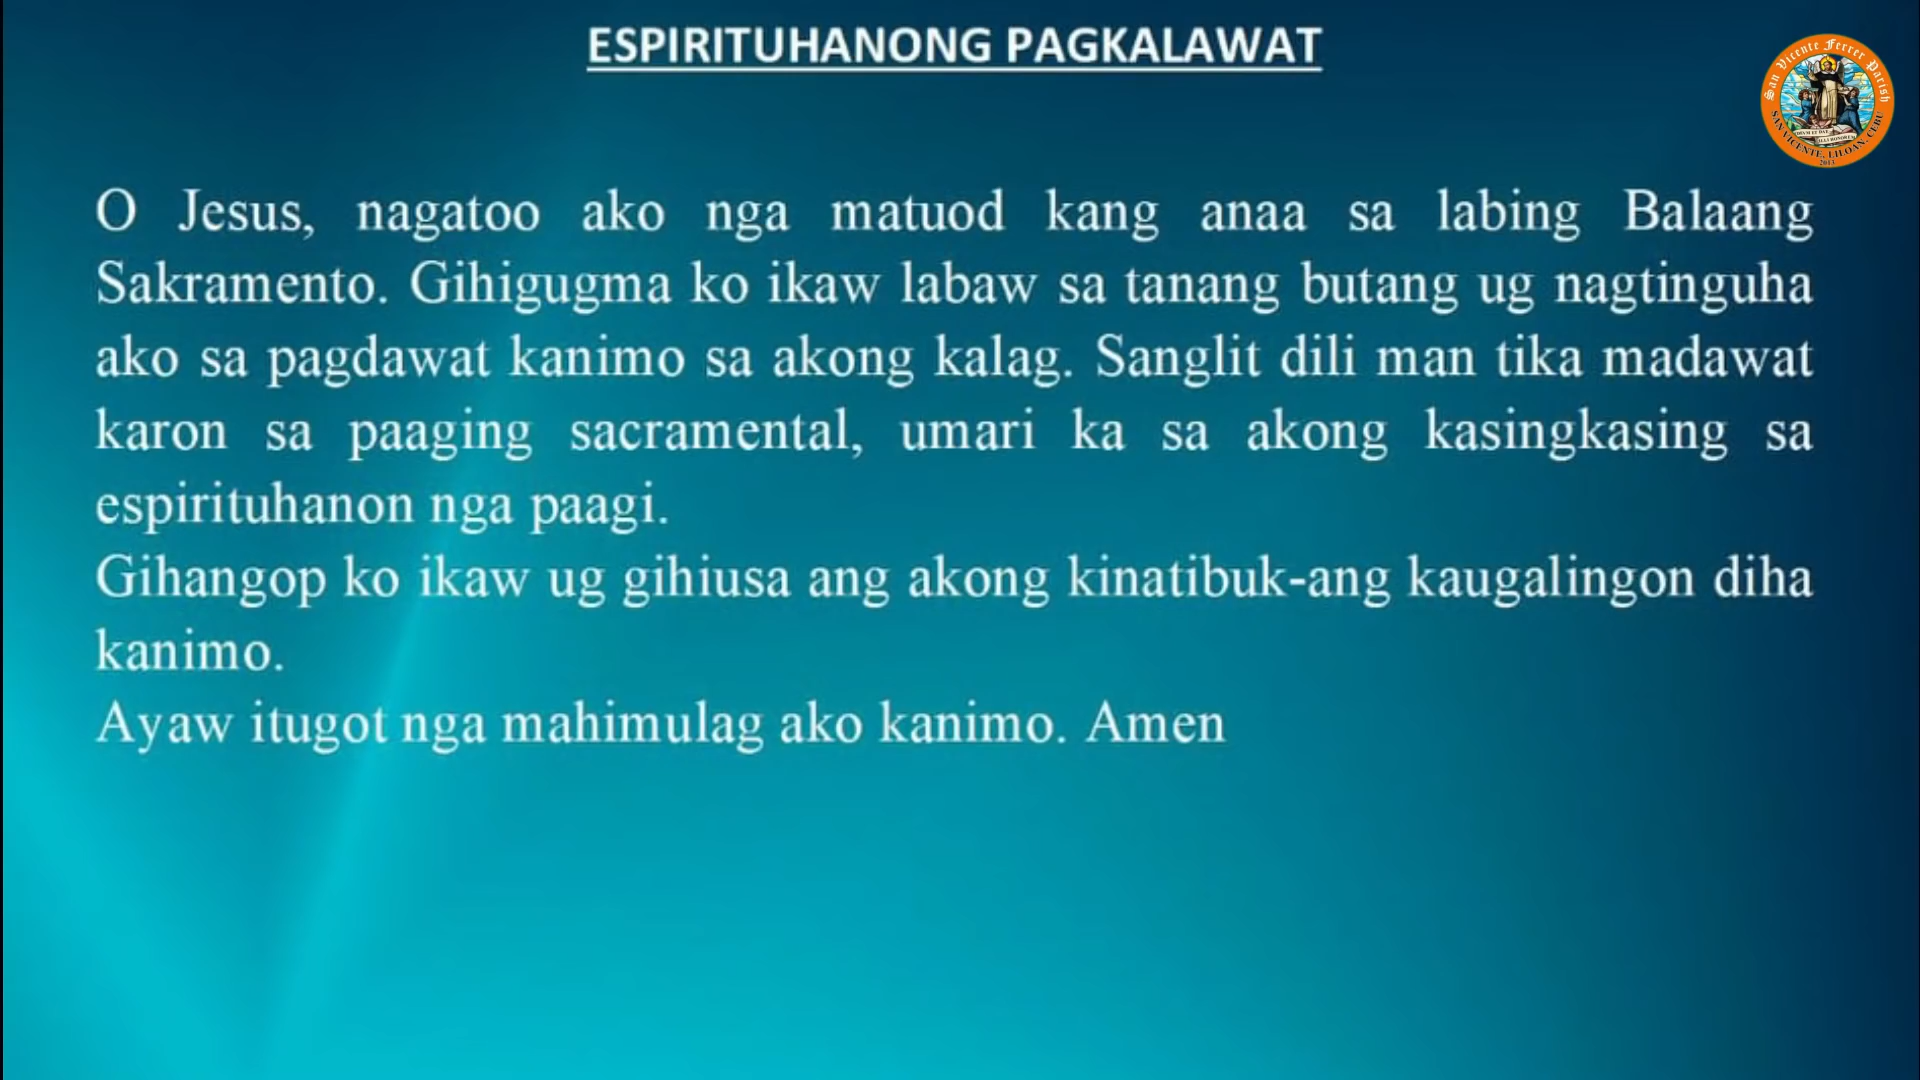 ESPIRITUHANONG PAGKALAWAT
San Vicente Ferrer Parish
SAN VICENTE, LILOAN, CEBU
2013
O Jesus, nagatoo ako nga matuod kang anaa sa labing Balaang
Sakramento. Gihigugma ko ikaw labaw sa tanang butang ug nagtinguha
ako sa pagdawat kanimo sa akong kalag. Sanglit dili man tika madawat
karon sa paaging sacramental, umari ka sa akong kasingkasing sa
espirituhanon nga paagi.
Gihangop ko ikaw ug gihiusa ang akong kinatibuk-ang kaugalingon diha
kanimo.
Ayaw itugot nga mahimulag ako kanimo. Amen